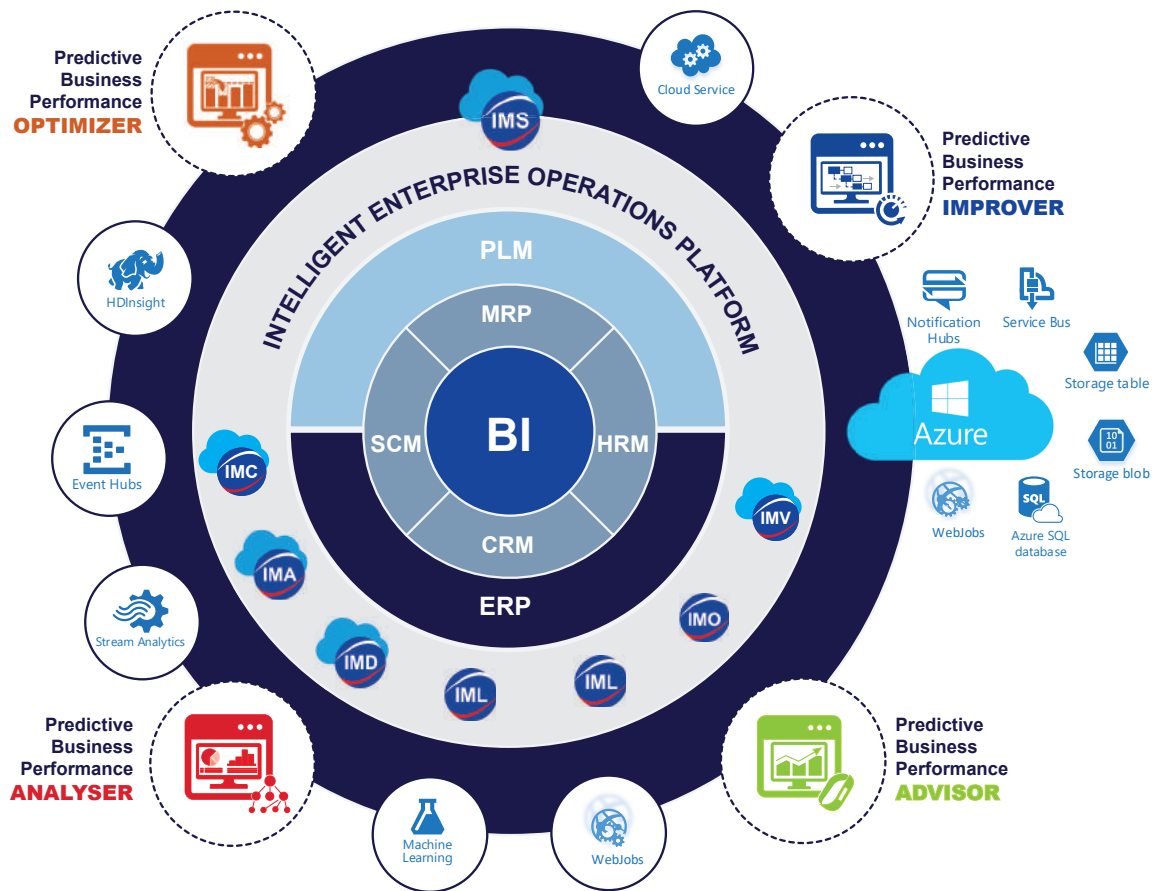 Predictive
Business
Performance
OPTIMIZER
Cloud Service
IMS
Predictive
Business
Performance
IMPROVER
INTELLIGENT ENTERPRISE OPERATIONS PLATFORM
PLM
HDInsight
MRP
Notification
Hubs
Service Bus
Storage table
BI
SCM
HRM
Azure
10
01
Storage blob
IMC
Event Hubs
IMV
WebJobs
SQL
Azure SQL
database
CRM
IMA
ERP
IMO
Stream Analytics
IMD
IML
IML
Predictive
Business
Performance
ANALYSER
Predictive
Business
Performance
ADVISOR
Machine
Learning
WebJobs